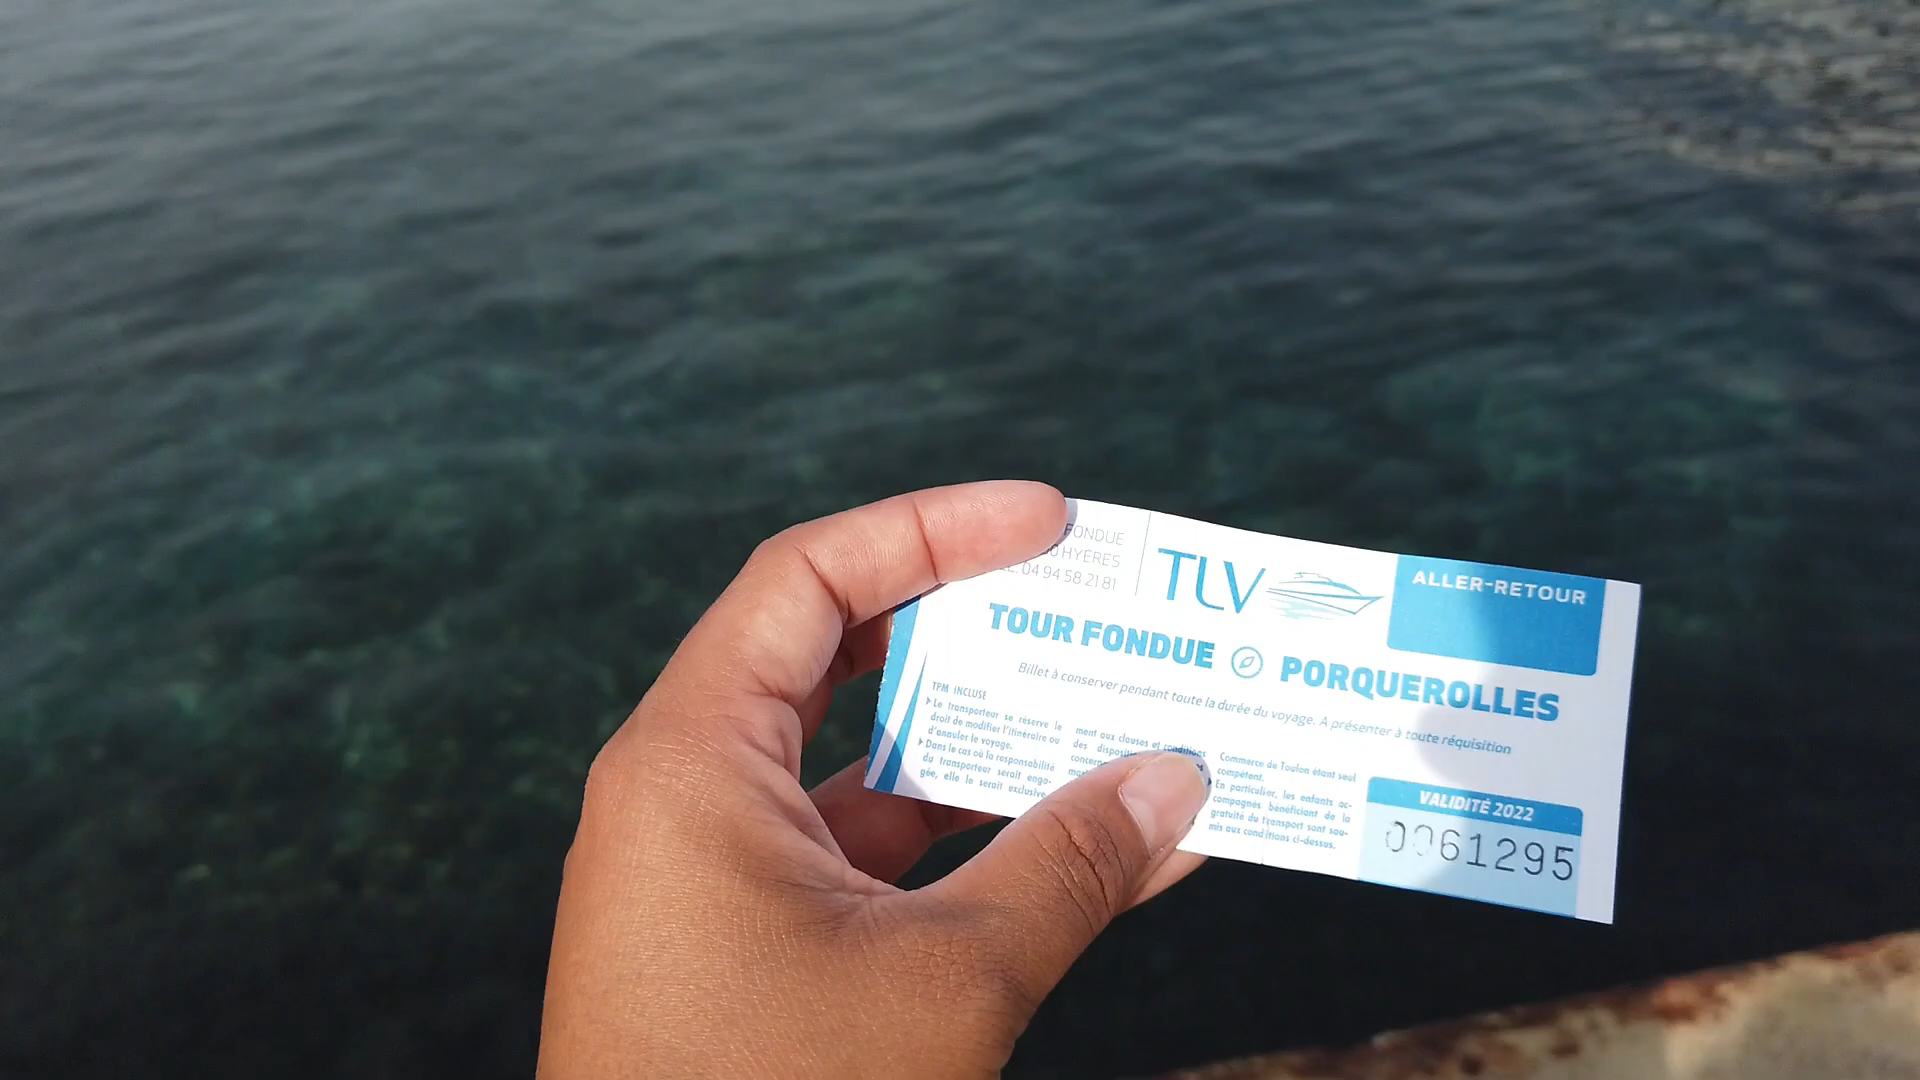 FONDUE
HYÈRES
04 94 58 21 81
TLV
ALLER-RETOUR
TOUR FONDUE PORQUEROLLES
Billet à conserver pendant toute la durée du voyage. A présenter à toute réquisition
TPM INCLUSE
Le transporteur se réserve le
droit de modifier l'itinéraire ou
d'annuler le voyage.
Dans le cas où la responsabilité
du transporteur serait enga-
gée, elle le serait exclusive-
ment aux clauses et conditions
des
Commerce de Toulon étant seul
compétent.
En particulier, les enfants ac-
compagnés bénéficiant de la
gratuité du transport sont sou-
mis aux conditions ci-dessus.
VALIDITÉ 2022
0061295